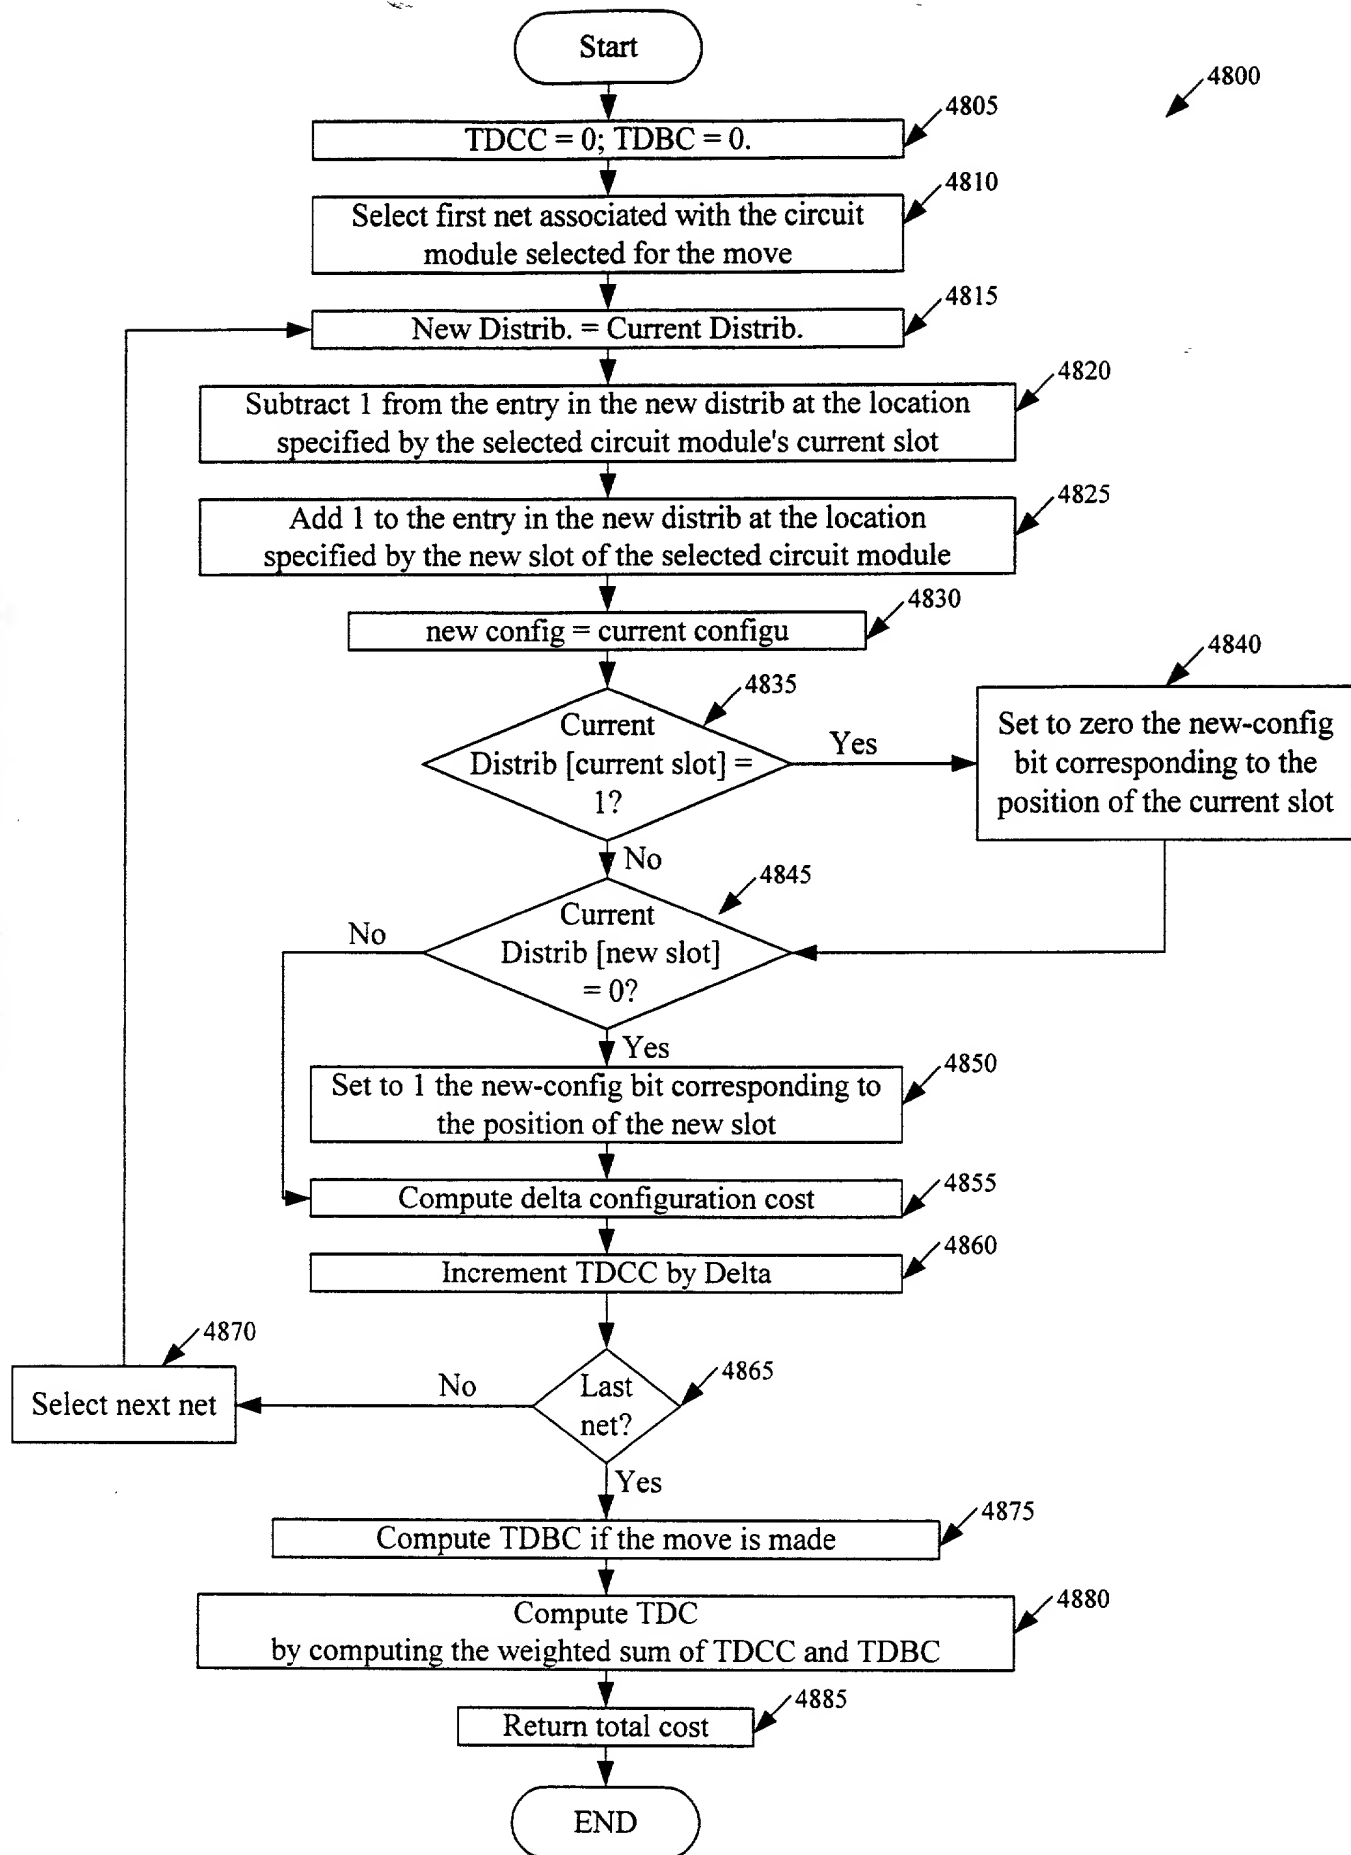 Start
4800
4805
TDCC = 0; TDBC = 0.
4810
Select first net associated with the circuit
module selected for the move
4815
New Distrib. = Current Distrib.
4820
Subtract 1 from the entry in the new distrib at the location
specified by the selected circuit module's current slot
4825
Add 1 to the entry in the new distrib at the location
specified by the new slot of the selected circuit module
4830
new config = current configu
4835
Current
Distrib [current slot] =
1?
Yes
4840
Set to zero the new-config
bit corresponding to the
position of the current slot
No
4845
Current
Distrib [new slot]
= 0?
No
Yes
4850
Set to 1 the new-config bit corresponding to
the position of the new slot
4855
Compute delta configuration cost
4860
Increment TDCC by Delta
4865
Last
net?
No
4870
Select next net
Yes
4875
Compute TDBC if the move is made
4880
Compute TDC
by computing the weighted sum of TDCC and TDBC
4885
Return total cost
END